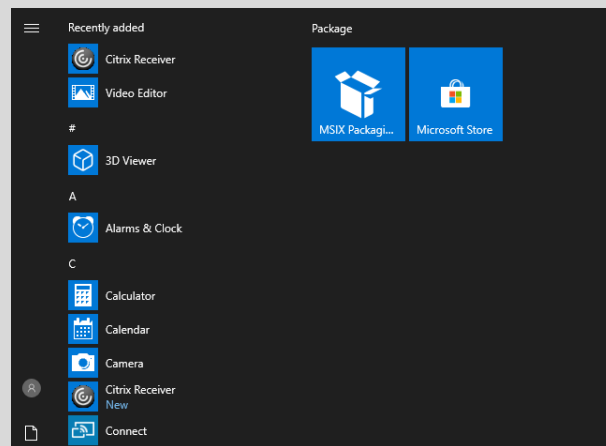 Recently added
Citrix Receiver
Video Editor
#
3D Viewer
A
Alarms & Clock
C
Calculator
Calendar
Camera
Citrix Receiver
New
Connect
Package
MSIX Packagi...
Microsoft Store